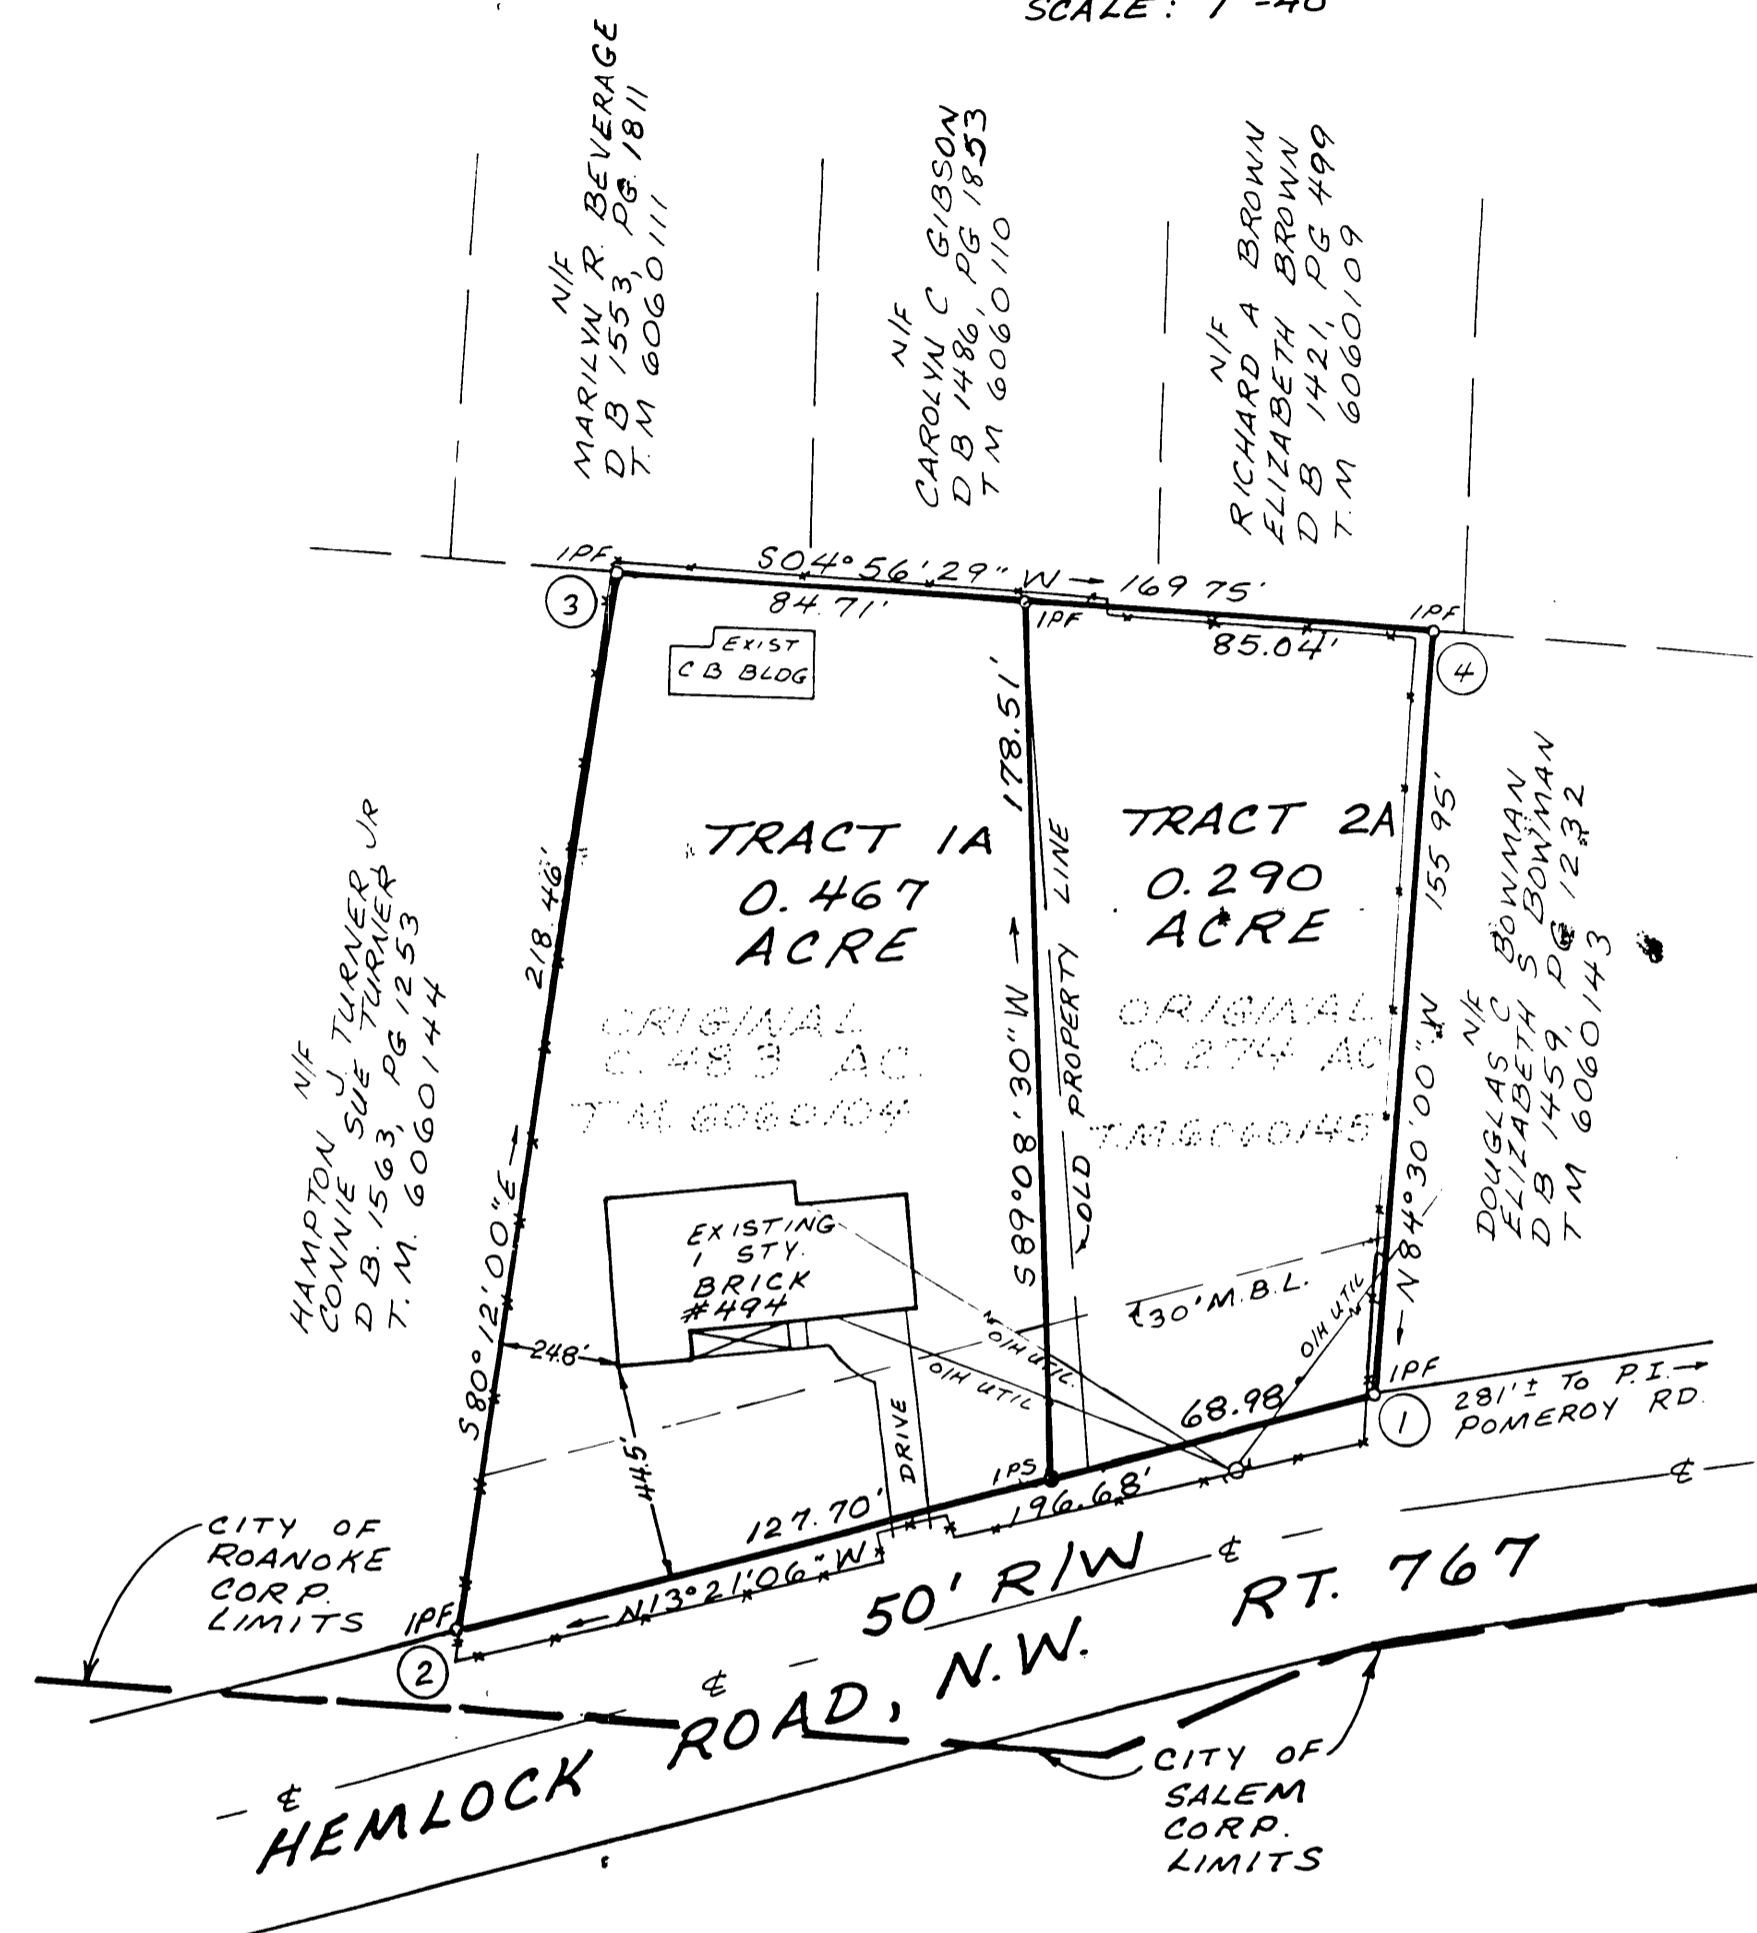 SCALE: 1"=40'
N/F
MARILYN R. BEVERAGE
D B 1553, PG. 1811
T.M 6060111
N/F
CAROLYN C GIBSON
D B 1486, PG 1853
T M 6060110
N/F
RICHARD A BROWN
ELIZABETH BROWN
D B 1421, PG 499
T.M 6060109
IPF
S04°56'29" W → 169 75'
3
84.71'
IPF
85.04'
IPF
4
EXIST
C B BLDG
218.46'
S80°12'00"E →
178.51'
S89°08'30"W →
TRACT 1A
0.467
ACRE
ORIGINAL
0.483 AC.
T.M.6060104
←OLD PROPERTY LINE
TRACT 2A
0.290
ACRE
ORIGINAL
0.274 AC
T.M.6060145
155 95'
← N84°30'00" W
N/F
HAMPTON J. TURNER, JR
CONNIE SUE TURNER
D B. 1563, PG 1253
T.M. 6060144
N/F
DOUGLAS C BOWMAN
ELIZABETH S BOWMAN
D B 1459, PG 1232
T M 6060143
EXISTING
1 STY.
BRICK
#494
24.8'
44.5'
DRIVE
O/H UTIL.
O/H UTIL
O/H UTIL
30' M.B.L.
IPF
1
281'± TO P.I. →
POMEROY RD.
68.98'
IPS
196.68'
127.70'
← N13°21'06" W
IPF
2
CITY OF
ROANOKE
CORP.
LIMITS
50' R/W
RT. 767
HEMLOCK ROAD, N.W.
℄
℄
℄
℄
CITY OF
SALEM
CORP.
LIMITS